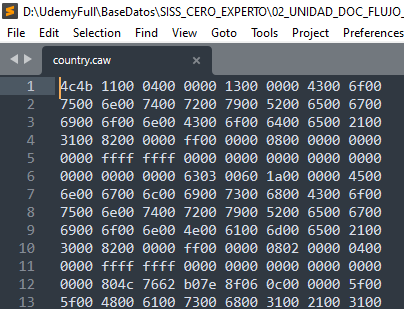 D:\UdemyFull\BaseDatos\SISS_CERO_EXPERTO\02_UNIDAD_DOC_FLUJO_
File Edit Selection Find View Goto Tools Project Preferences
country.caw ×
1 4c4b 1100 0400 0000 1300 0000 4300 6f00
2 7500 6e00 7400 7200 7900 5200 6500 6700
3 6900 6f00 6e00 4300 6f00 6400 6500 2100
4 3100 8200 0000 ff00 0000 0800 0000 0000
5 0000 ffff ffff 0000 0000 0000 0000 0000
6 0000 0000 0000 6303 0060 1a00 0000 4500
7 6e00 6700 6c00 6900 7300 6800 4300 6f00
8 7500 6e00 7400 7200 7900 5200 6500 6700
9 6900 6f00 6e00 4e00 6100 6d00 6500 2100
10 3000 8200 0000 ff00 0000 0802 0000 0400
11 0000 ffff ffff 0000 0000 0000 0000 0000
12 0000 804c 7662 b07e 8f06 0c00 0000 5f00
13 5f00 4800 6100 7300 6800 3100 2100 3100